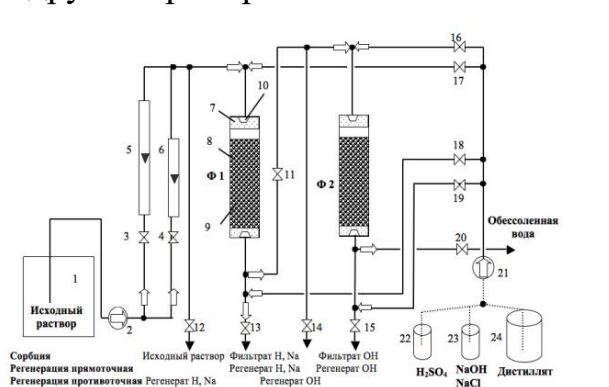 16
17
10
7
8
5
6
Ф 1
Ф 2
11
18
9
19
3
4
20
Обессоленная
вода
1
21
Исходный
раствор
2
12
13
14
15
22
23
24
H₂SO₄
NaOH
NaCl
Дистиллят
Сорбция
Исходный раствор
Фильтрат H, Na
Фильтрат OH
Регенерация прямоточная
Регенерат H, Na
Регенерат OH
Регенерация противоточная
Регенерат H, Na
Регенерат OH